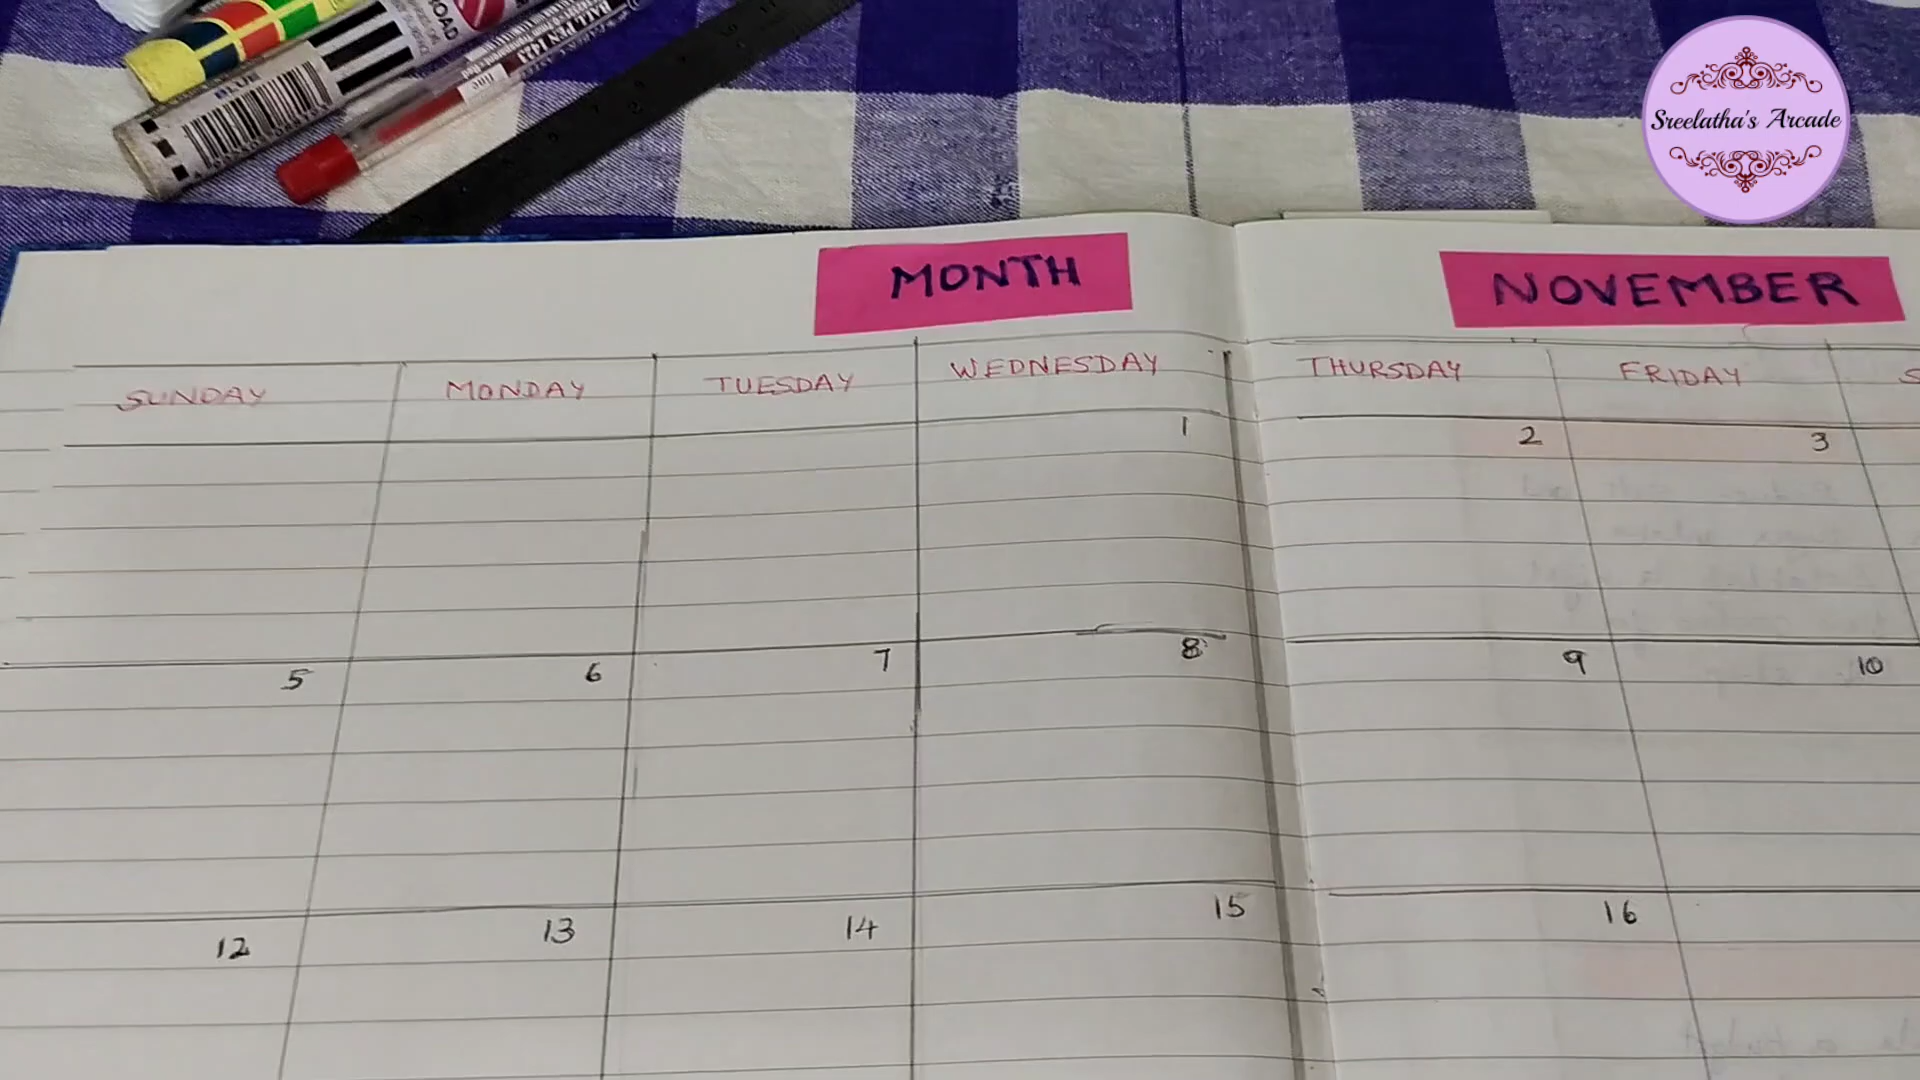 BLUE
BALL PEN 1423
Sreelatha's Arcade
MONTH NOVEMBER
SUNDAY MONDAY TUESDAY WEDNESDAY THURSDAY FRIDAY S
1 2 3
5 6 7 8 9 10
12 13 14 15 16